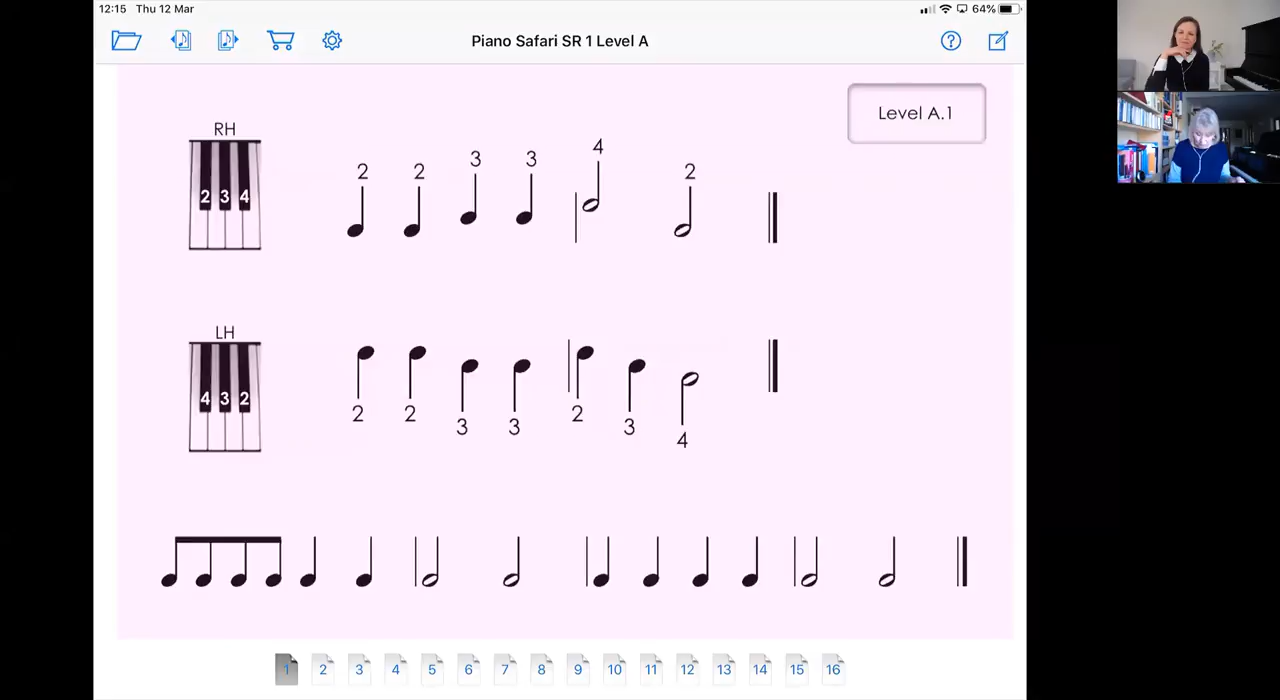 12:15 Thu 12 Mar 64%
Piano Safari SR 1 Level A
Level A.1
RH
2 3 4
2 2 3 3 4 2
LH
4 3 2
2 2 3 3 2 3 4
1 2 3 4 5 6 7 8 9 10 11 12 13 14 15 16